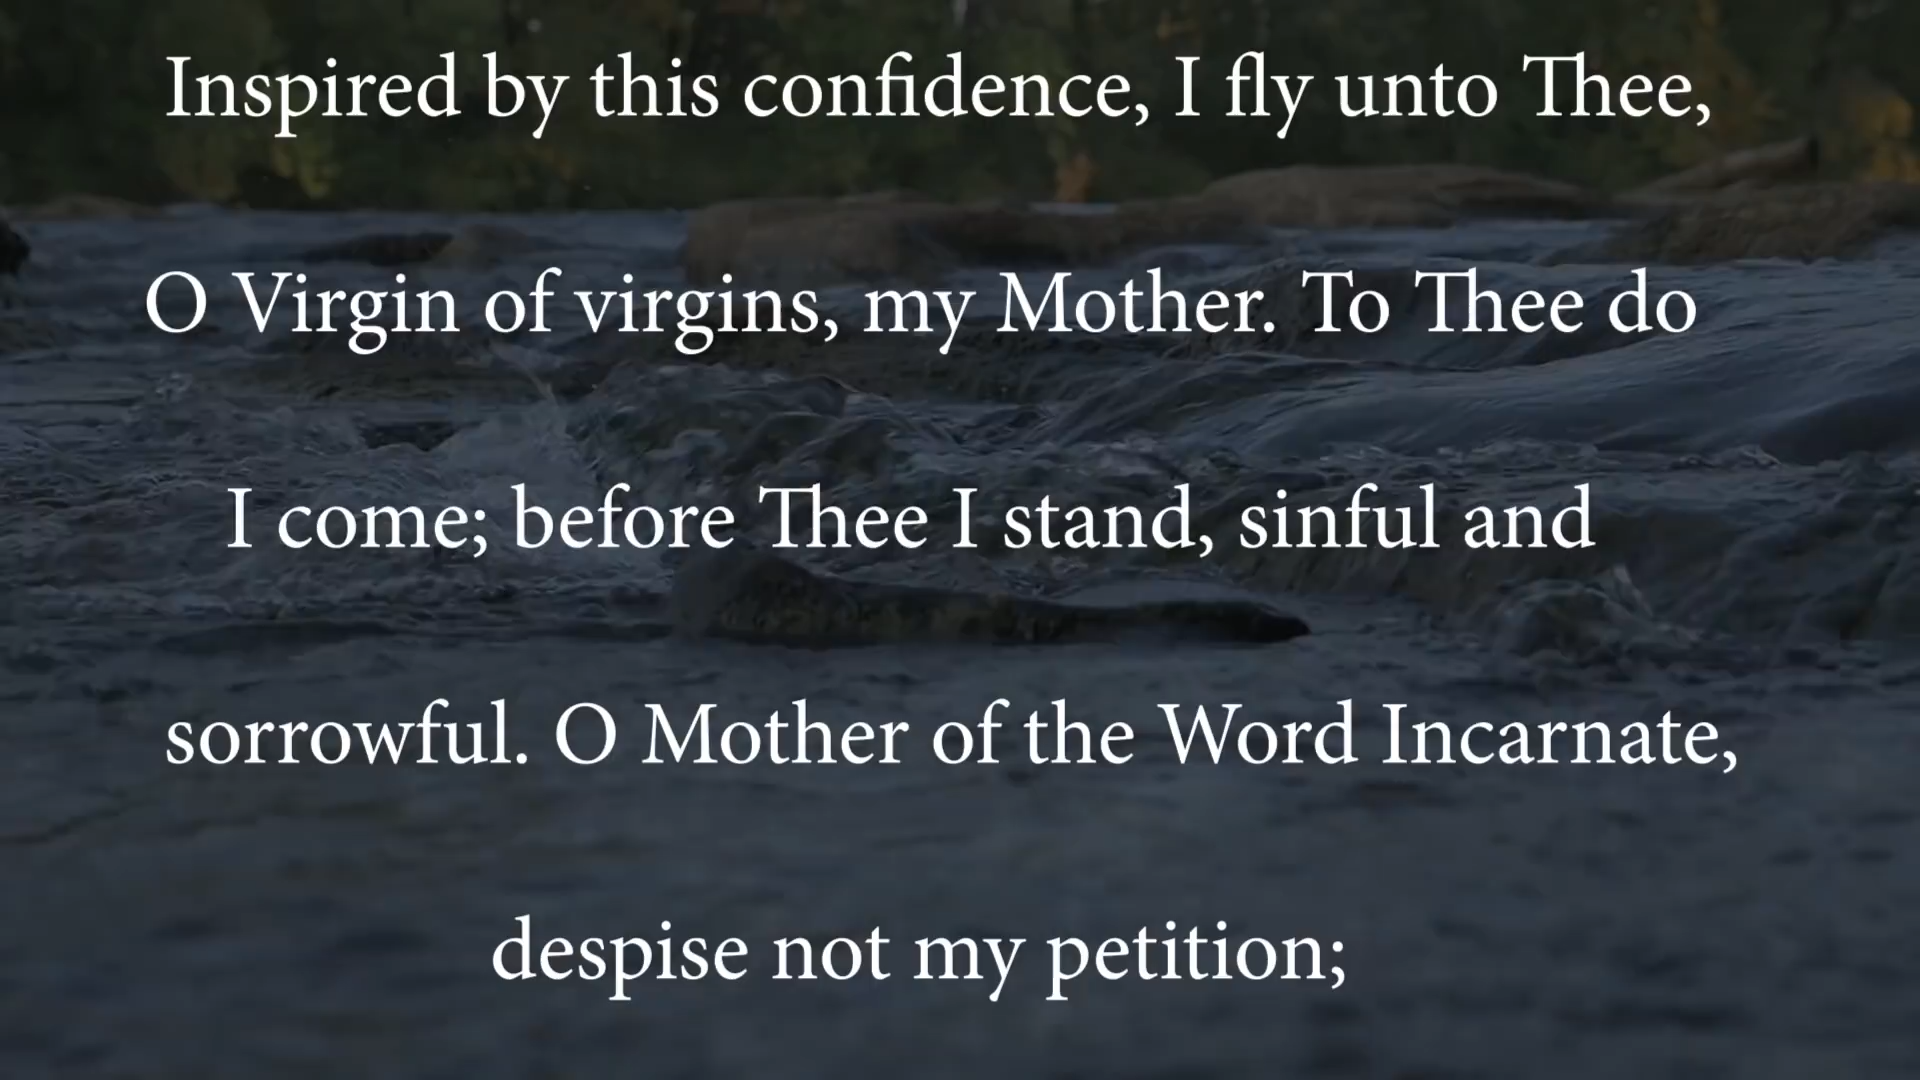 Inspired by this confidence, I fly unto Thee,
O Virgin of virgins, my Mother. To Thee do
I come; before Thee I stand, sinful and
sorrowful. O Mother of the Word Incarnate,
despise not my petition;